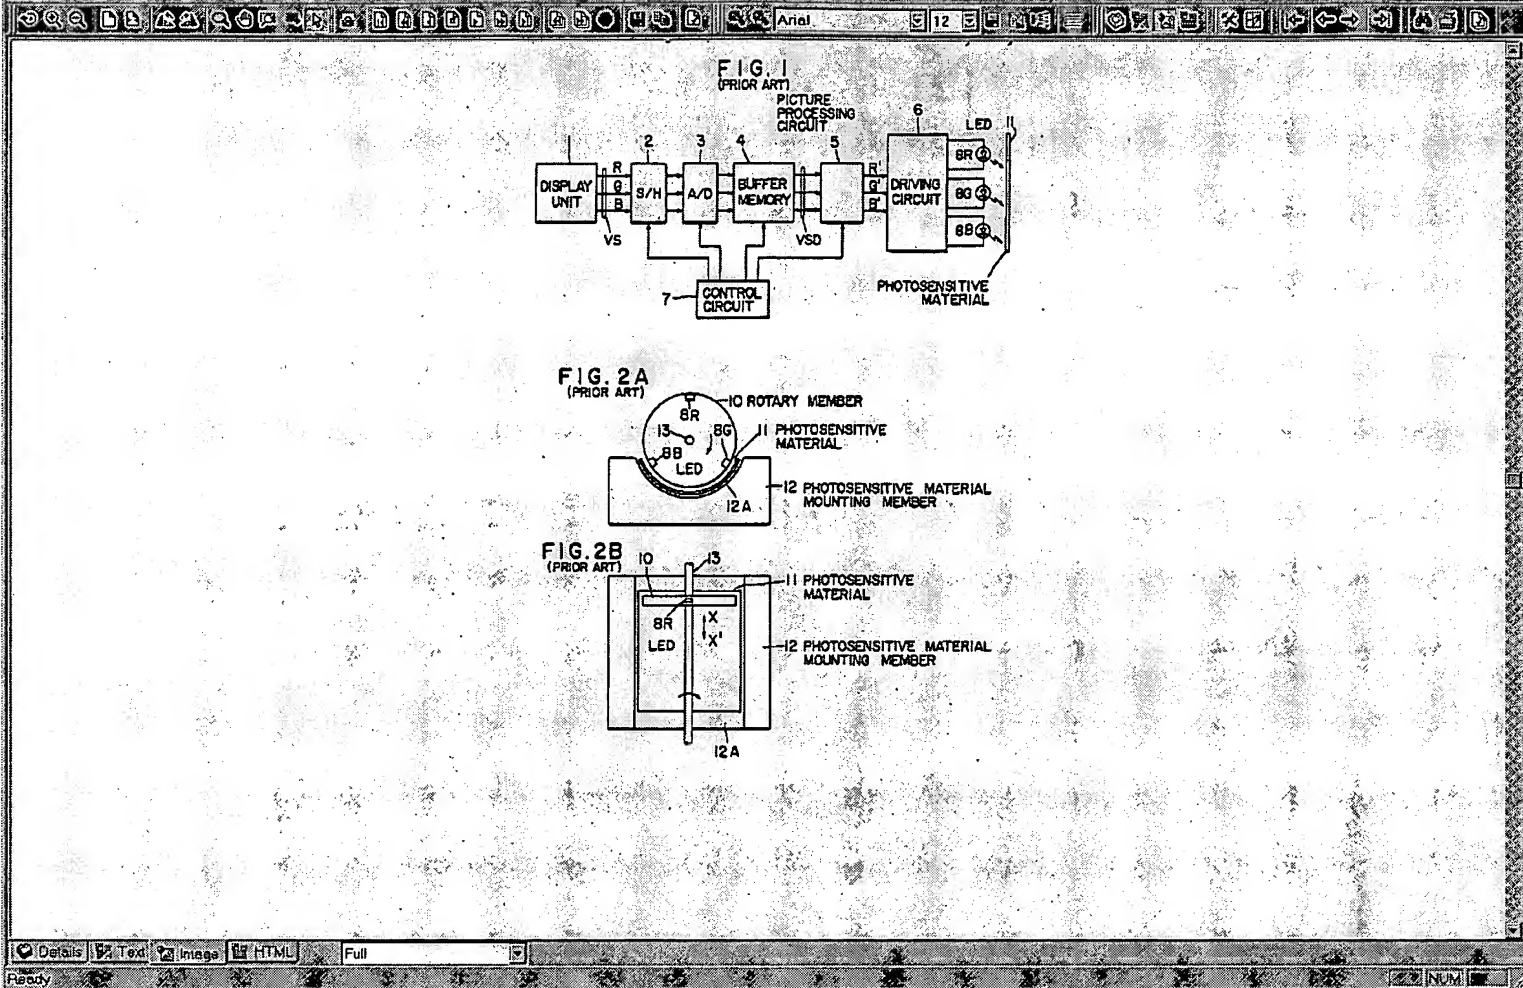 Arial 12
FIG. 1
(PRIOR ART)
PICTURE
PROCESSING
CIRCUIT
1 2 3 4 5 6 LED 11
DISPLAY
UNIT
R
G
B
VS
S/H
A/D
BUFFER
MEMORY
VSD
R'
G'
B'
DRIVING
CIRCUIT
8R
8G
8B
7
CONTROL
CIRCUIT
PHOTOSENSITIVE
MATERIAL
FIG. 2A
(PRIOR ART)
10 ROTARY MEMBER
8R
13
8G
11 PHOTOSENSITIVE
MATERIAL
8B
LED
12A
12 PHOTOSENSITIVE MATERIAL
MOUNTING MEMBER
FIG. 2B
(PRIOR ART)
10
13
11 PHOTOSENSITIVE
MATERIAL
8R
LED
X
X'
12 PHOTOSENSITIVE MATERIAL
MOUNTING MEMBER
12A
Details Text Image HTML Full
Ready NUM